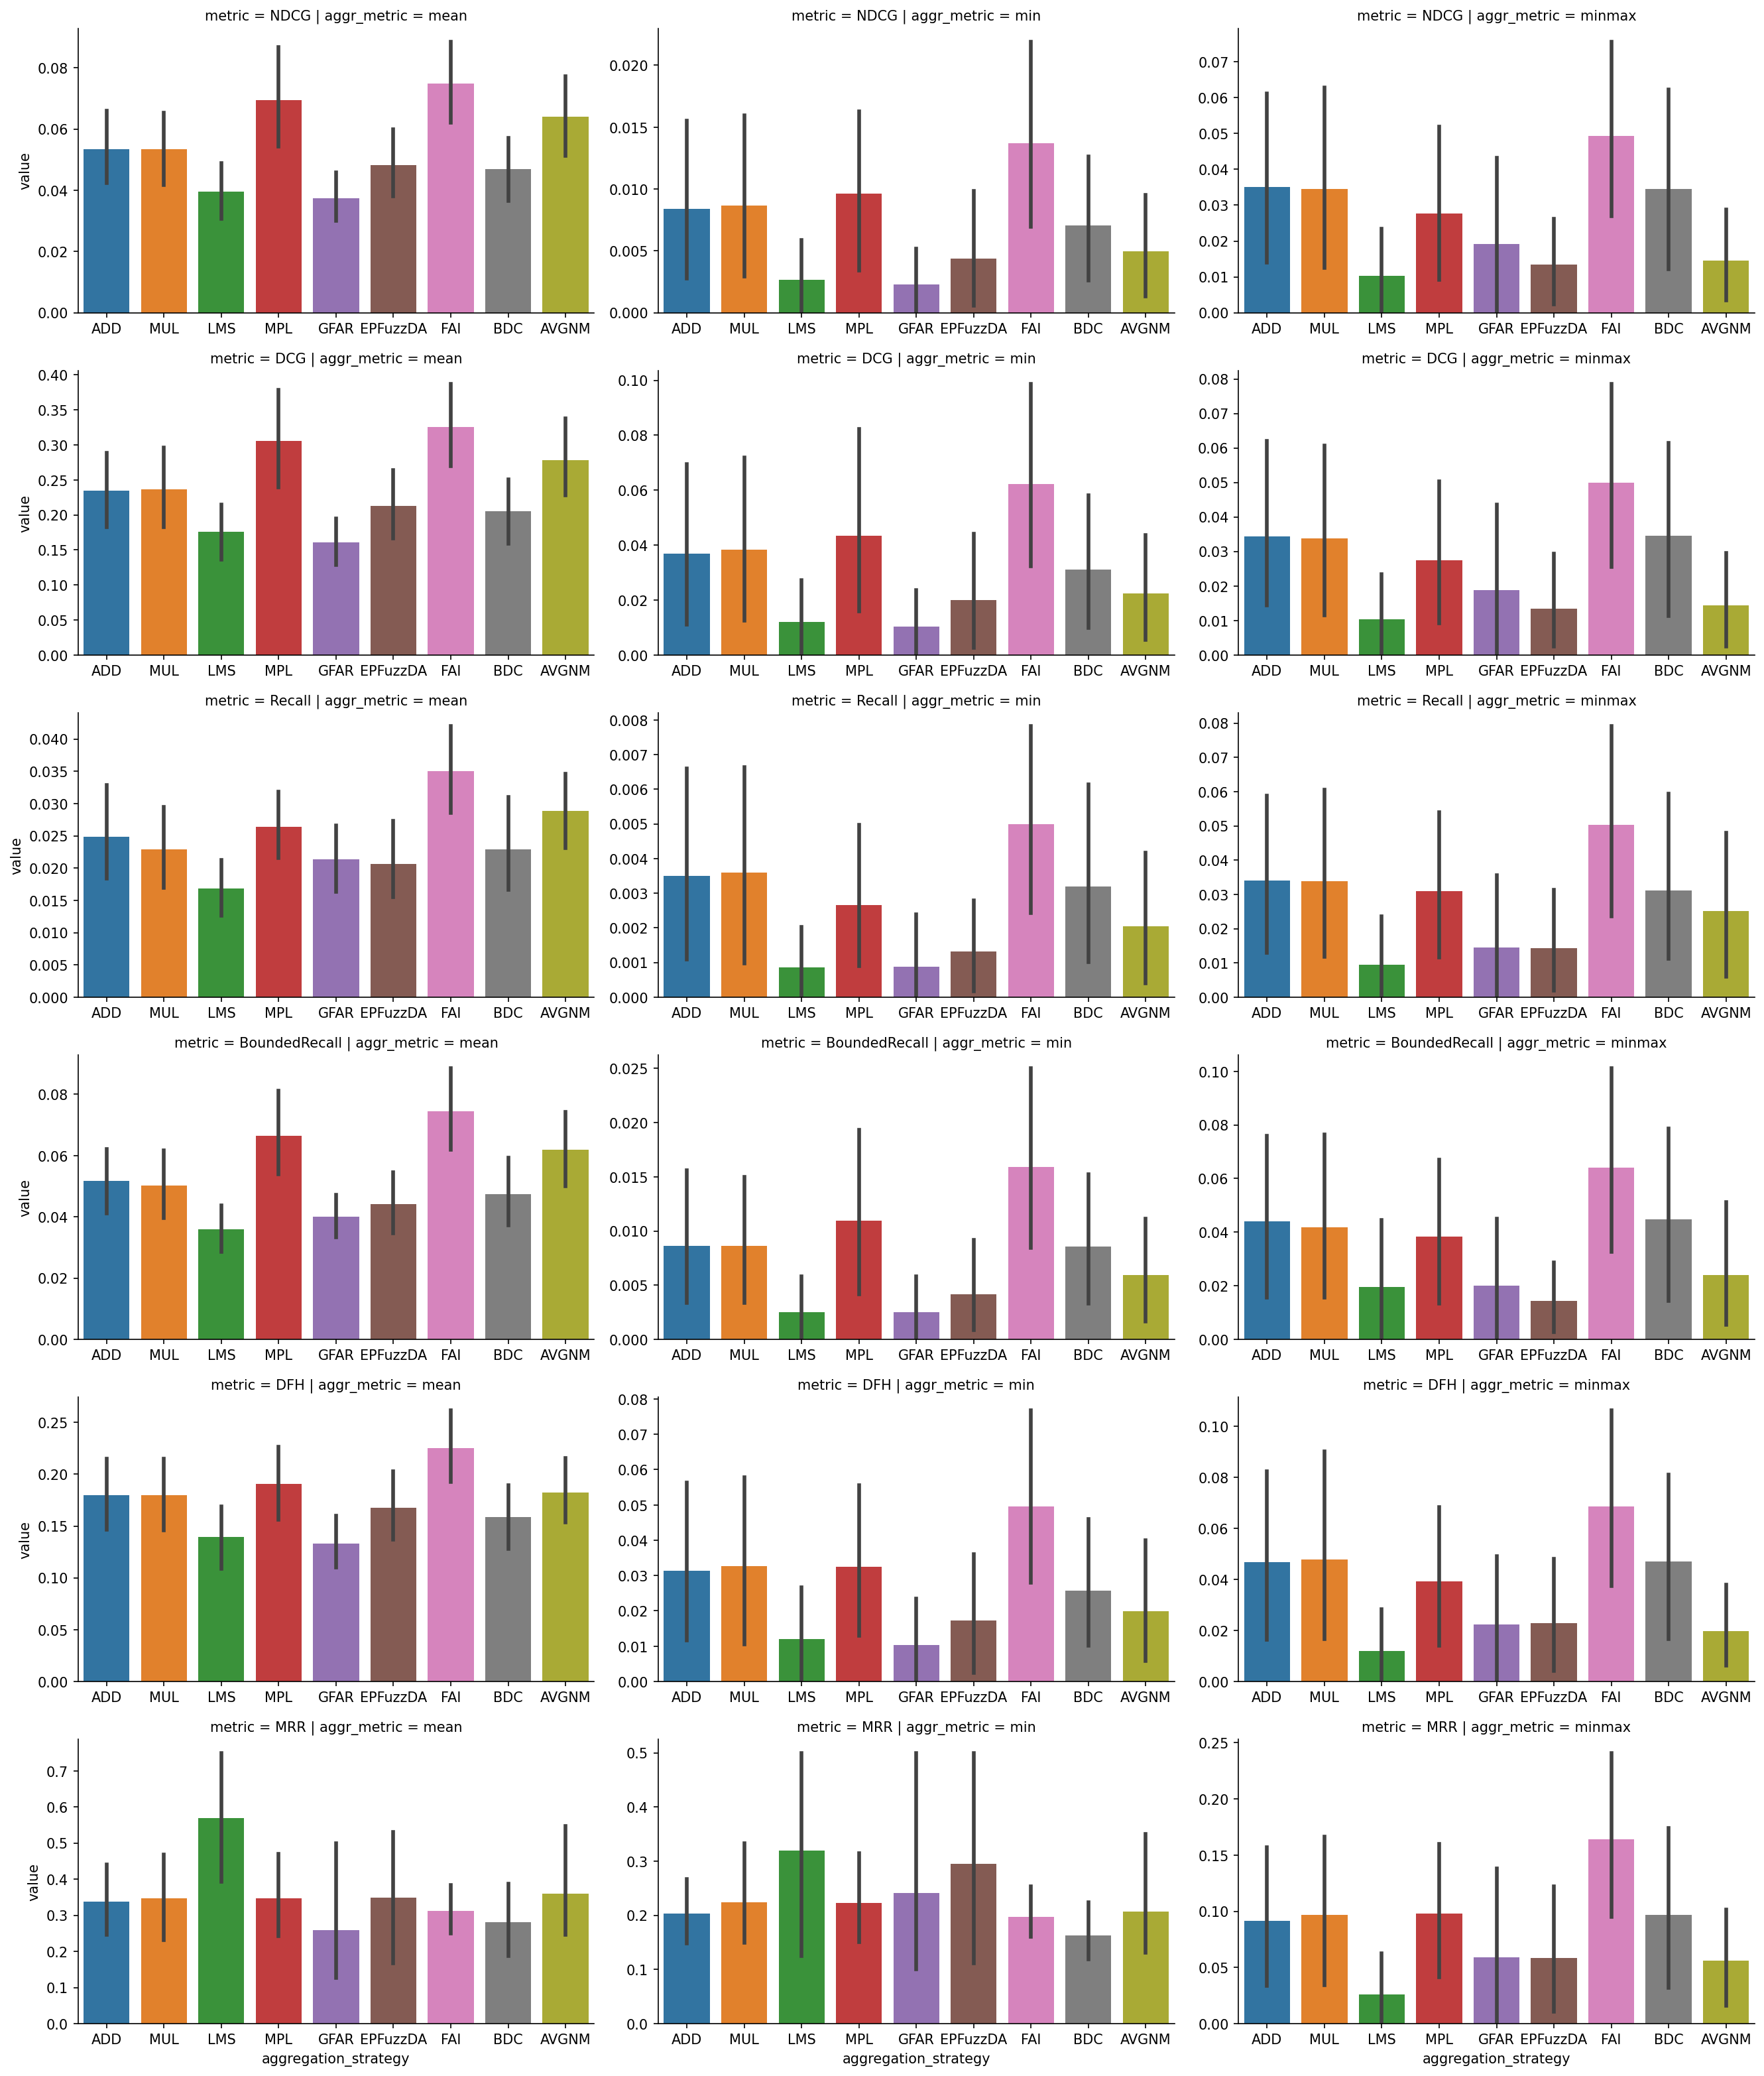 metric = NDCG | aggr_metric = mean
value
0.08
0.06
0.04
0.02
0.00
ADD MUL LMS MPL GFAR EPFuzzDA FAI BDC AVGNM
metric = NDCG | aggr_metric = min
0.020
0.015
0.010
0.005
0.000
ADD MUL LMS MPL GFAR EPFuzzDA FAI BDC AVGNM
metric = NDCG | aggr_metric = minmax
0.07
0.06
0.05
0.04
0.03
0.02
0.01
0.00
ADD MUL LMS MPL GFAR EPFuzzDA FAI BDC AVGNM
metric = DCG | aggr_metric = mean
value
0.40
0.35
0.30
0.25
0.20
0.15
0.10
0.05
0.00
ADD MUL LMS MPL GFAR EPFuzzDA FAI BDC AVGNM
metric = DCG | aggr_metric = min
0.10
0.08
0.06
0.04
0.02
0.00
ADD MUL LMS MPL GFAR EPFuzzDA FAI BDC AVGNM
metric = DCG | aggr_metric = minmax
0.08
0.07
0.06
0.05
0.04
0.03
0.02
0.01
0.00
ADD MUL LMS MPL GFAR EPFuzzDA FAI BDC AVGNM
metric = Recall | aggr_metric = mean
value
0.040
0.035
0.030
0.025
0.020
0.015
0.010
0.005
0.000
ADD MUL LMS MPL GFAR EPFuzzDA FAI BDC AVGNM
metric = Recall | aggr_metric = min
0.008
0.007
0.006
0.005
0.004
0.003
0.002
0.001
0.000
ADD MUL LMS MPL GFAR EPFuzzDA FAI BDC AVGNM
metric = Recall | aggr_metric = minmax
0.08
0.07
0.06
0.05
0.04
0.03
0.02
0.01
0.00
ADD MUL LMS MPL GFAR EPFuzzDA FAI BDC AVGNM
metric = BoundedRecall | aggr_metric = mean
value
0.08
0.06
0.04
0.02
0.00
ADD MUL LMS MPL GFAR EPFuzzDA FAI BDC AVGNM
metric = BoundedRecall | aggr_metric = min
0.025
0.020
0.015
0.010
0.005
0.000
ADD MUL LMS MPL GFAR EPFuzzDA FAI BDC AVGNM
metric = BoundedRecall | aggr_metric = minmax
0.10
0.08
0.06
0.04
0.02
0.00
ADD MUL LMS MPL GFAR EPFuzzDA FAI BDC AVGNM
metric = DFH | aggr_metric = mean
value
0.25
0.20
0.15
0.10
0.05
0.00
ADD MUL LMS MPL GFAR EPFuzzDA FAI BDC AVGNM
metric = DFH | aggr_metric = min
0.08
0.07
0.06
0.05
0.04
0.03
0.02
0.01
0.00
ADD MUL LMS MPL GFAR EPFuzzDA FAI BDC AVGNM
metric = DFH | aggr_metric = minmax
0.10
0.08
0.06
0.04
0.02
0.00
ADD MUL LMS MPL GFAR EPFuzzDA FAI BDC AVGNM
metric = MRR | aggr_metric = mean
value
0.7
0.6
0.5
0.4
0.3
0.2
0.1
0.0
ADD MUL LMS MPL GFAR EPFuzzDA FAI BDC AVGNM
aggregation_strategy
metric = MRR | aggr_metric = min
0.5
0.4
0.3
0.2
0.1
0.0
ADD MUL LMS MPL GFAR EPFuzzDA FAI BDC AVGNM
aggregation_strategy
metric = MRR | aggr_metric = minmax
0.25
0.20
0.15
0.10
0.05
0.00
ADD MUL LMS MPL GFAR EPFuzzDA FAI BDC AVGNM
aggregation_strategy